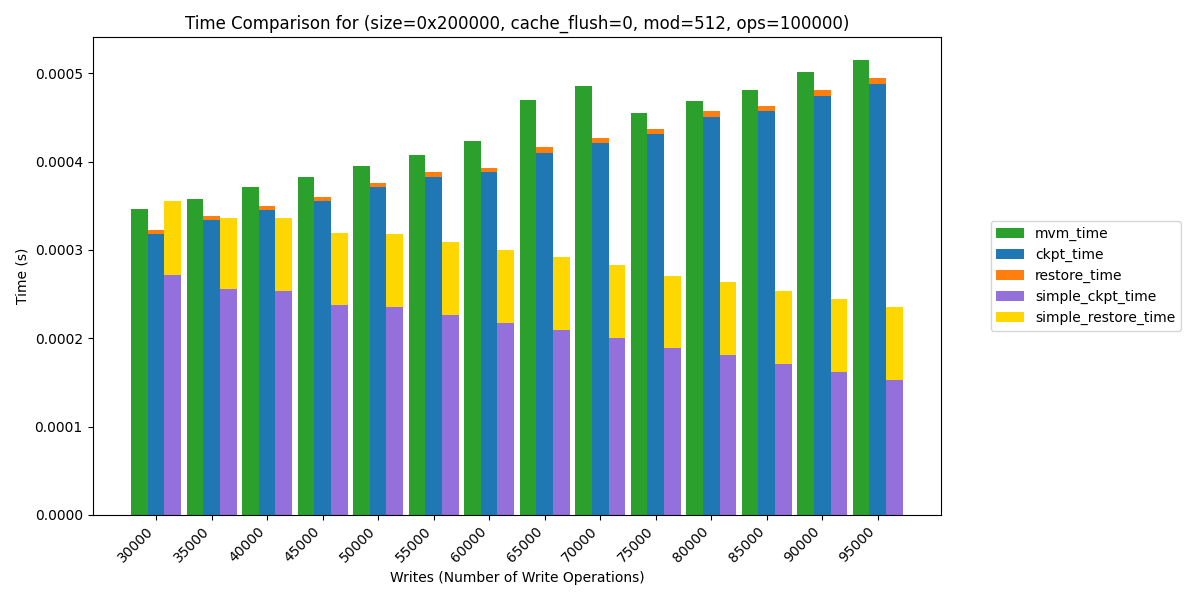 Time Comparison for (size=0x200000, cache_flush=0, mod=512, ops=100000)
Time (s)
0.0005
0.0004
0.0003
0.0002
0.0001
0.0000
30000
35000
40000
45000
50000
55000
60000
65000
70000
75000
80000
85000
90000
95000
Writes (Number of Write Operations)
mvm_time
ckpt_time
restore_time
simple_ckpt_time
simple_restore_time